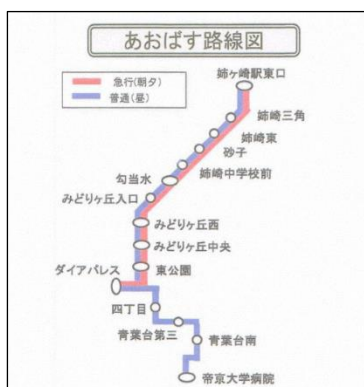 あおばす路線図
急行(朝夕)
普通(昼)
姉ヶ崎駅東口
姉崎三角
姉崎東
砂子
姉崎中学校前
勾当水
みどりヶ丘入口
みどりヶ丘西
みどりヶ丘中央
ダイアパレス
東公園
四丁目
青葉台第三
青葉台南
帝京大学病院